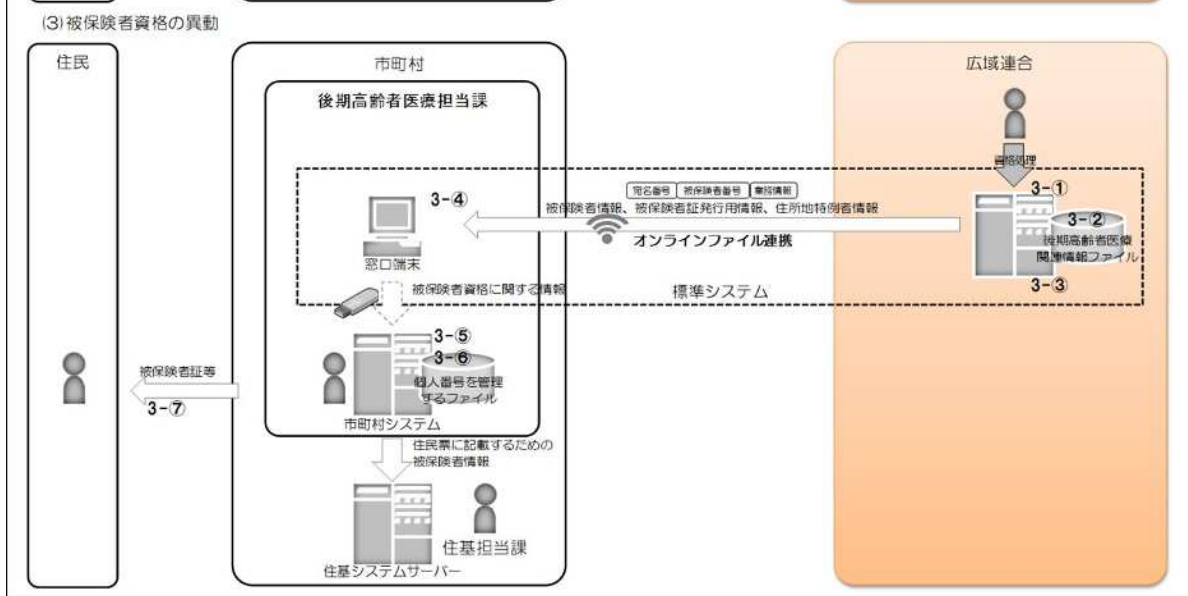 (3)被保険者資格の異動
住民
市町村
広域連合
後期高齢者医療担当課
資格処理
宛名番号 被保険者番号 業務情報
3-①
3-④
被保険者情報、被保険者証発行用情報、住所地特例者情報
3-②
オンラインファイル連携
後期高齢者医療
関連情報ファイル
窓口端末
3-③
被保険者資格に関する情報
標準システム
3-⑤
3-⑥
被保険者証等
個人番号を管理
するファイル
3-⑦
市町村システム
住民票に記載するための
被保険者情報
住基担当課
住基システムサーバー